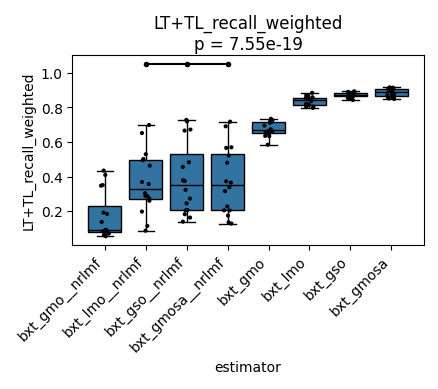 LT+TL_recall_weighted
p = 7.55e-19
LT+TL_recall_weighted
1.0
0.8
0.6
0.4
0.2
bxt_gmo__nrlmf
bxt_lmo__nrlmf
bxt_gso__nrlmf
bxt_gmosa__nrlmf
bxt_gmo
bxt_lmo
bxt_gso
bxt_gmosa
estimator